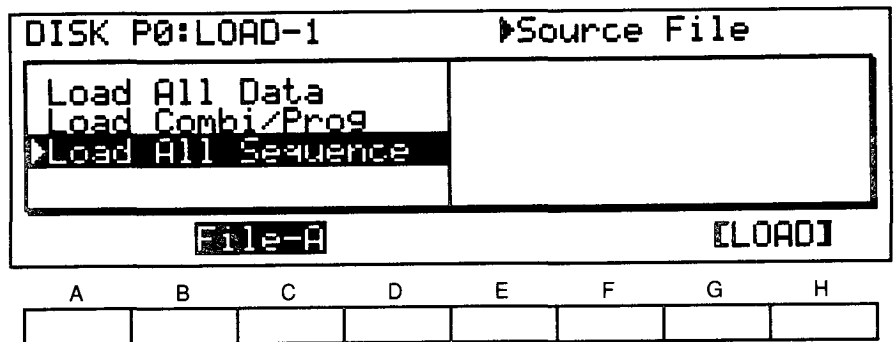 DISK P0:LOAD-1 ▶Source File
Load All Data
Load Combi/Prog
▶Load All Sequence
File-A [LOAD]
A B C D E F G H